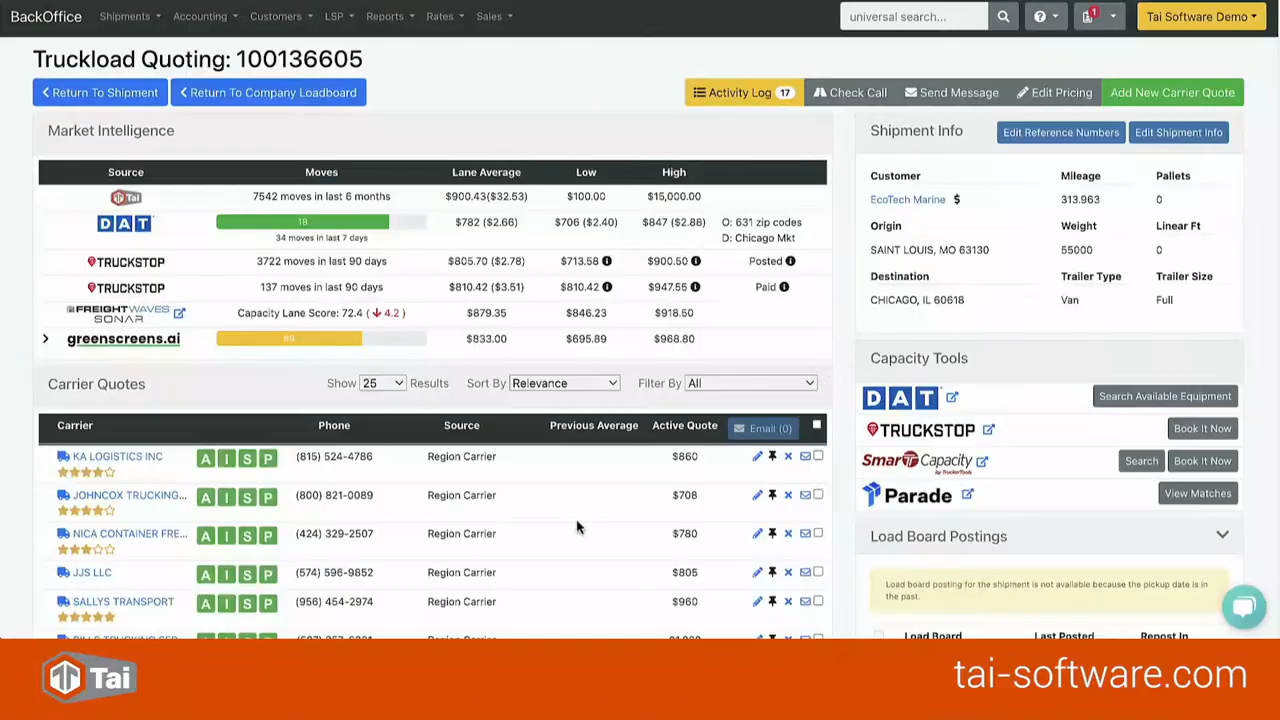 BackOffice Shipments Accounting Customers LSP Reports Rates Sales universal search... 1 Tai Software Demo
Truckload Quoting: 100136605
Return To Shipment Return To Company Loadboard Activity Log 17 Check Call Send Message Edit Pricing Add New Carrier Quote
Market Intelligence
Source Moves Lane Average Low High
Tai 7542 moves in last 6 months $900.43($32.53) $100.00 $15,000.00
DAT 18 $782 ($2.66) $706 ($2.40) $847 ($2.88) O: 631 zip codes
34 moves in last 7 days D: Chicago Mkt
TRUCKSTOP 3722 moves in last 90 days $805.70 ($2.78) $713.58 $900.50 Posted
TRUCKSTOP 137 moves in last 90 days $810.42 ($3.51) $810.42 $947.55 Paid
FREIGHTWAVES
SONAR Capacity Lane Score: 72.4 ( 4.2 ) $879.35 $846.23 $918.50
greenscreens.ai 69 $833.00 $695.89 $968.80
Carrier Quotes Show 25 Results Sort By Relevance Filter By All
Carrier Phone Source Previous Average Active Quote Email (0)
KA LOGISTICS INC A I S P (815) 524-4786 Region Carrier $860
JOHNCOX TRUCKING... A I S P (800) 821-0089 Region Carrier $708
NICA CONTAINER FRE... A I S P (424) 329-2507 Region Carrier $780
JJS LLC A I S P (574) 596-9852 Region Carrier $805
SALLYS TRANSPORT A I S P (956) 454-2974 Region Carrier $960
Shipment Info Edit Reference Numbers Edit Shipment Info
Customer Mileage Pallets
EcoTech Marine $ 313.963 0
Origin Weight Linear Ft
SAINT LOUIS, MO 63130 55000 0
Destination Trailer Type Trailer Size
CHICAGO, IL 60618 Van Full
Capacity Tools
DAT Search Available Equipment
TRUCKSTOP Book It Now
SmarTCapacity
by TruckerTools Search Book It Now
Parade View Matches
Load Board Postings
Load board posting for the shipment is not available because the pickup date is in
the past.
Load Board Last Posted Repost In
Tai tai-software.com